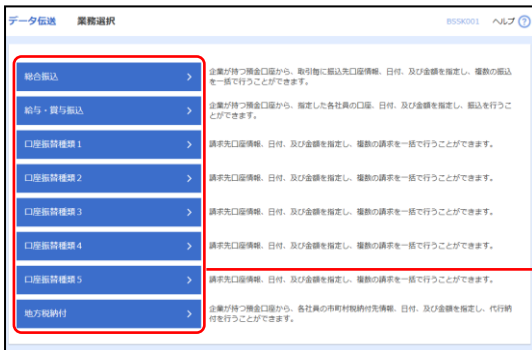 データ伝送 業務選択 BSSK001 ヘルプ ?
総合振込 企業が持つ預金口座から、取引毎に振込先口座情報、日付、及び金額を指定し、複数の振込
を一括で行うことができます。
給与・賞与振込 企業が持つ預金口座から、指定した各社員の口座、日付、及び金額を指定し、振込を行うこ
とができます。
口座振替種類1 請求先口座情報、日付、及び金額を指定し、複数の請求を一括で行うことができます。
口座振替種類2 請求先口座情報、日付、及び金額を指定し、複数の請求を一括で行うことができます。
口座振替種類3 請求先口座情報、日付、及び金額を指定し、複数の請求を一括で行うことができます。
口座振替種類4 請求先口座情報、日付、及び金額を指定し、複数の請求を一括で行うことができます。
口座振替種類5 請求先口座情報、日付、及び金額を指定し、複数の請求を一括で行うことができます。
地方税納付 企業が持つ預金口座から、各社員の市町村税納付先情報、日付、及び金額を指定し、代行納
付を行うことができます。